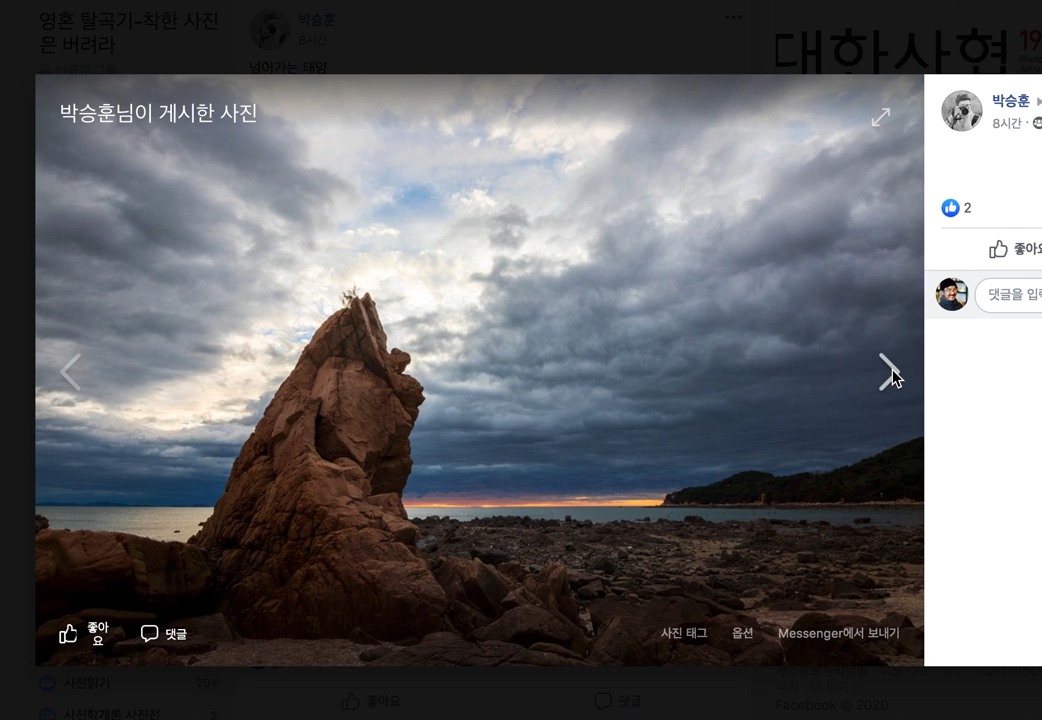 영혼 탈곡기-착한 사진
은 버려라
박승훈
8시간
넘어가는 태양
대한사협
19
박승훈님이 게시한 사진
박승훈
8시간
2
좋아요
댓글을 입력
좋아
요
댓글
사진 태그
옵션
Messenger에서 보내기
사진읽기
20+
사진학개론 사진전
2
좋아요
댓글
Facebook © 2020